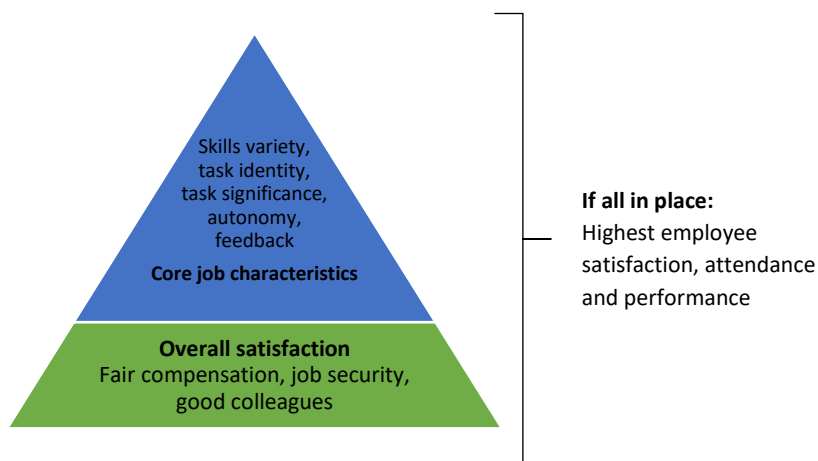 Skills variety,
task identity,
task significance,
autonomy,
feedback
Core job characteristics
Overall satisfaction
Fair compensation, job security,
good colleagues
If all in place:
Highest employee
satisfaction, attendance
and performance